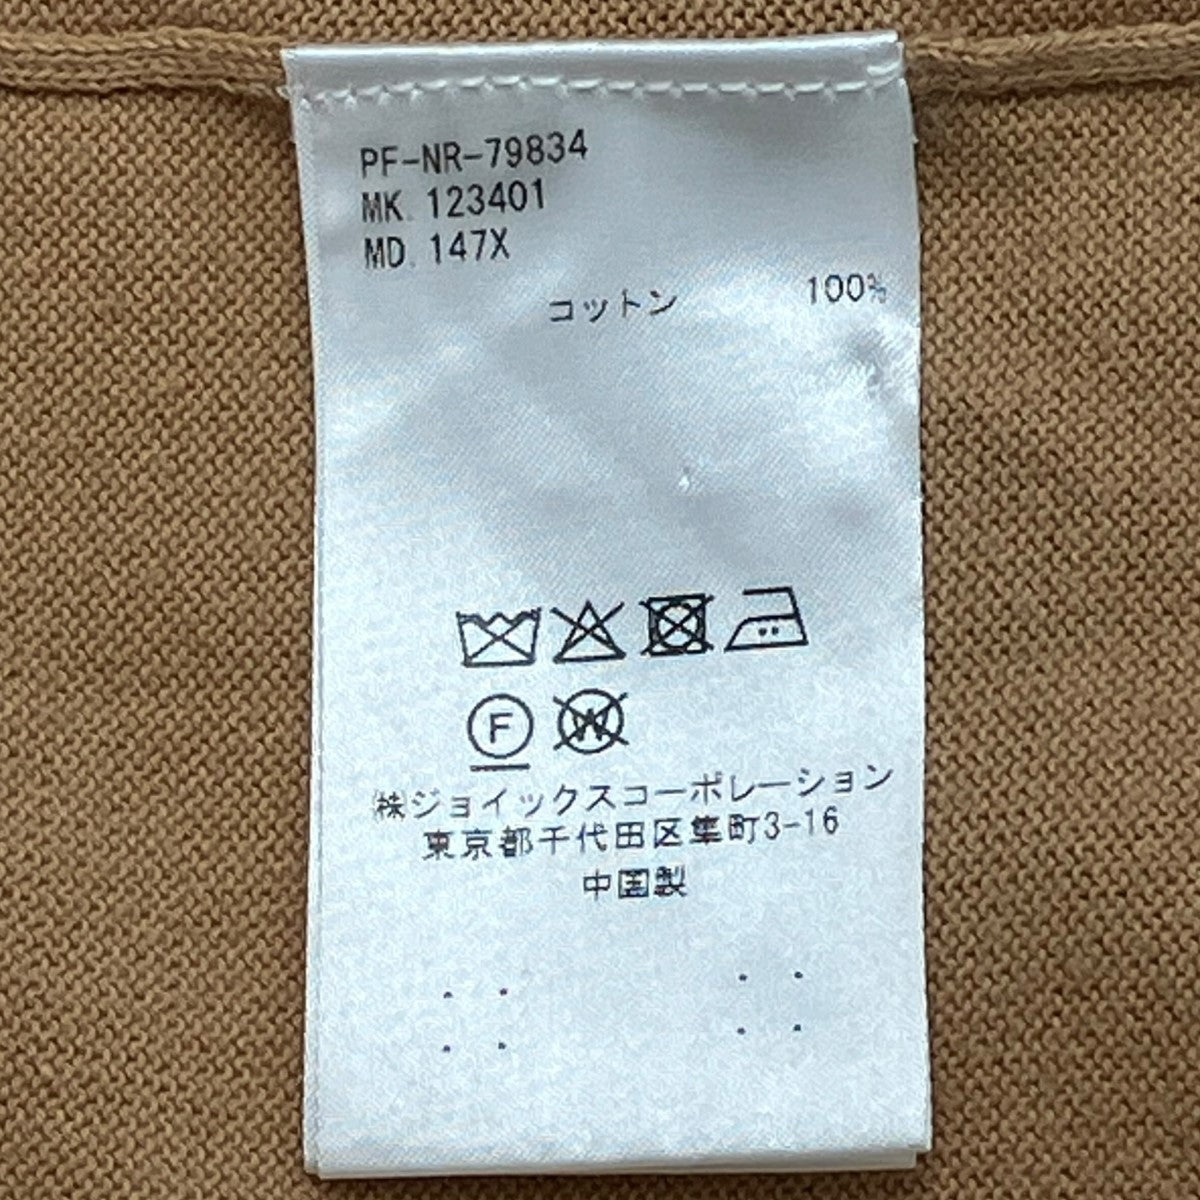 PF-NR-79834
MK. 123401
MD. 147X
コットン 100%
F W
㈱ジョイックスコーポレーション
東京都千代田区隼町3-16
中国製